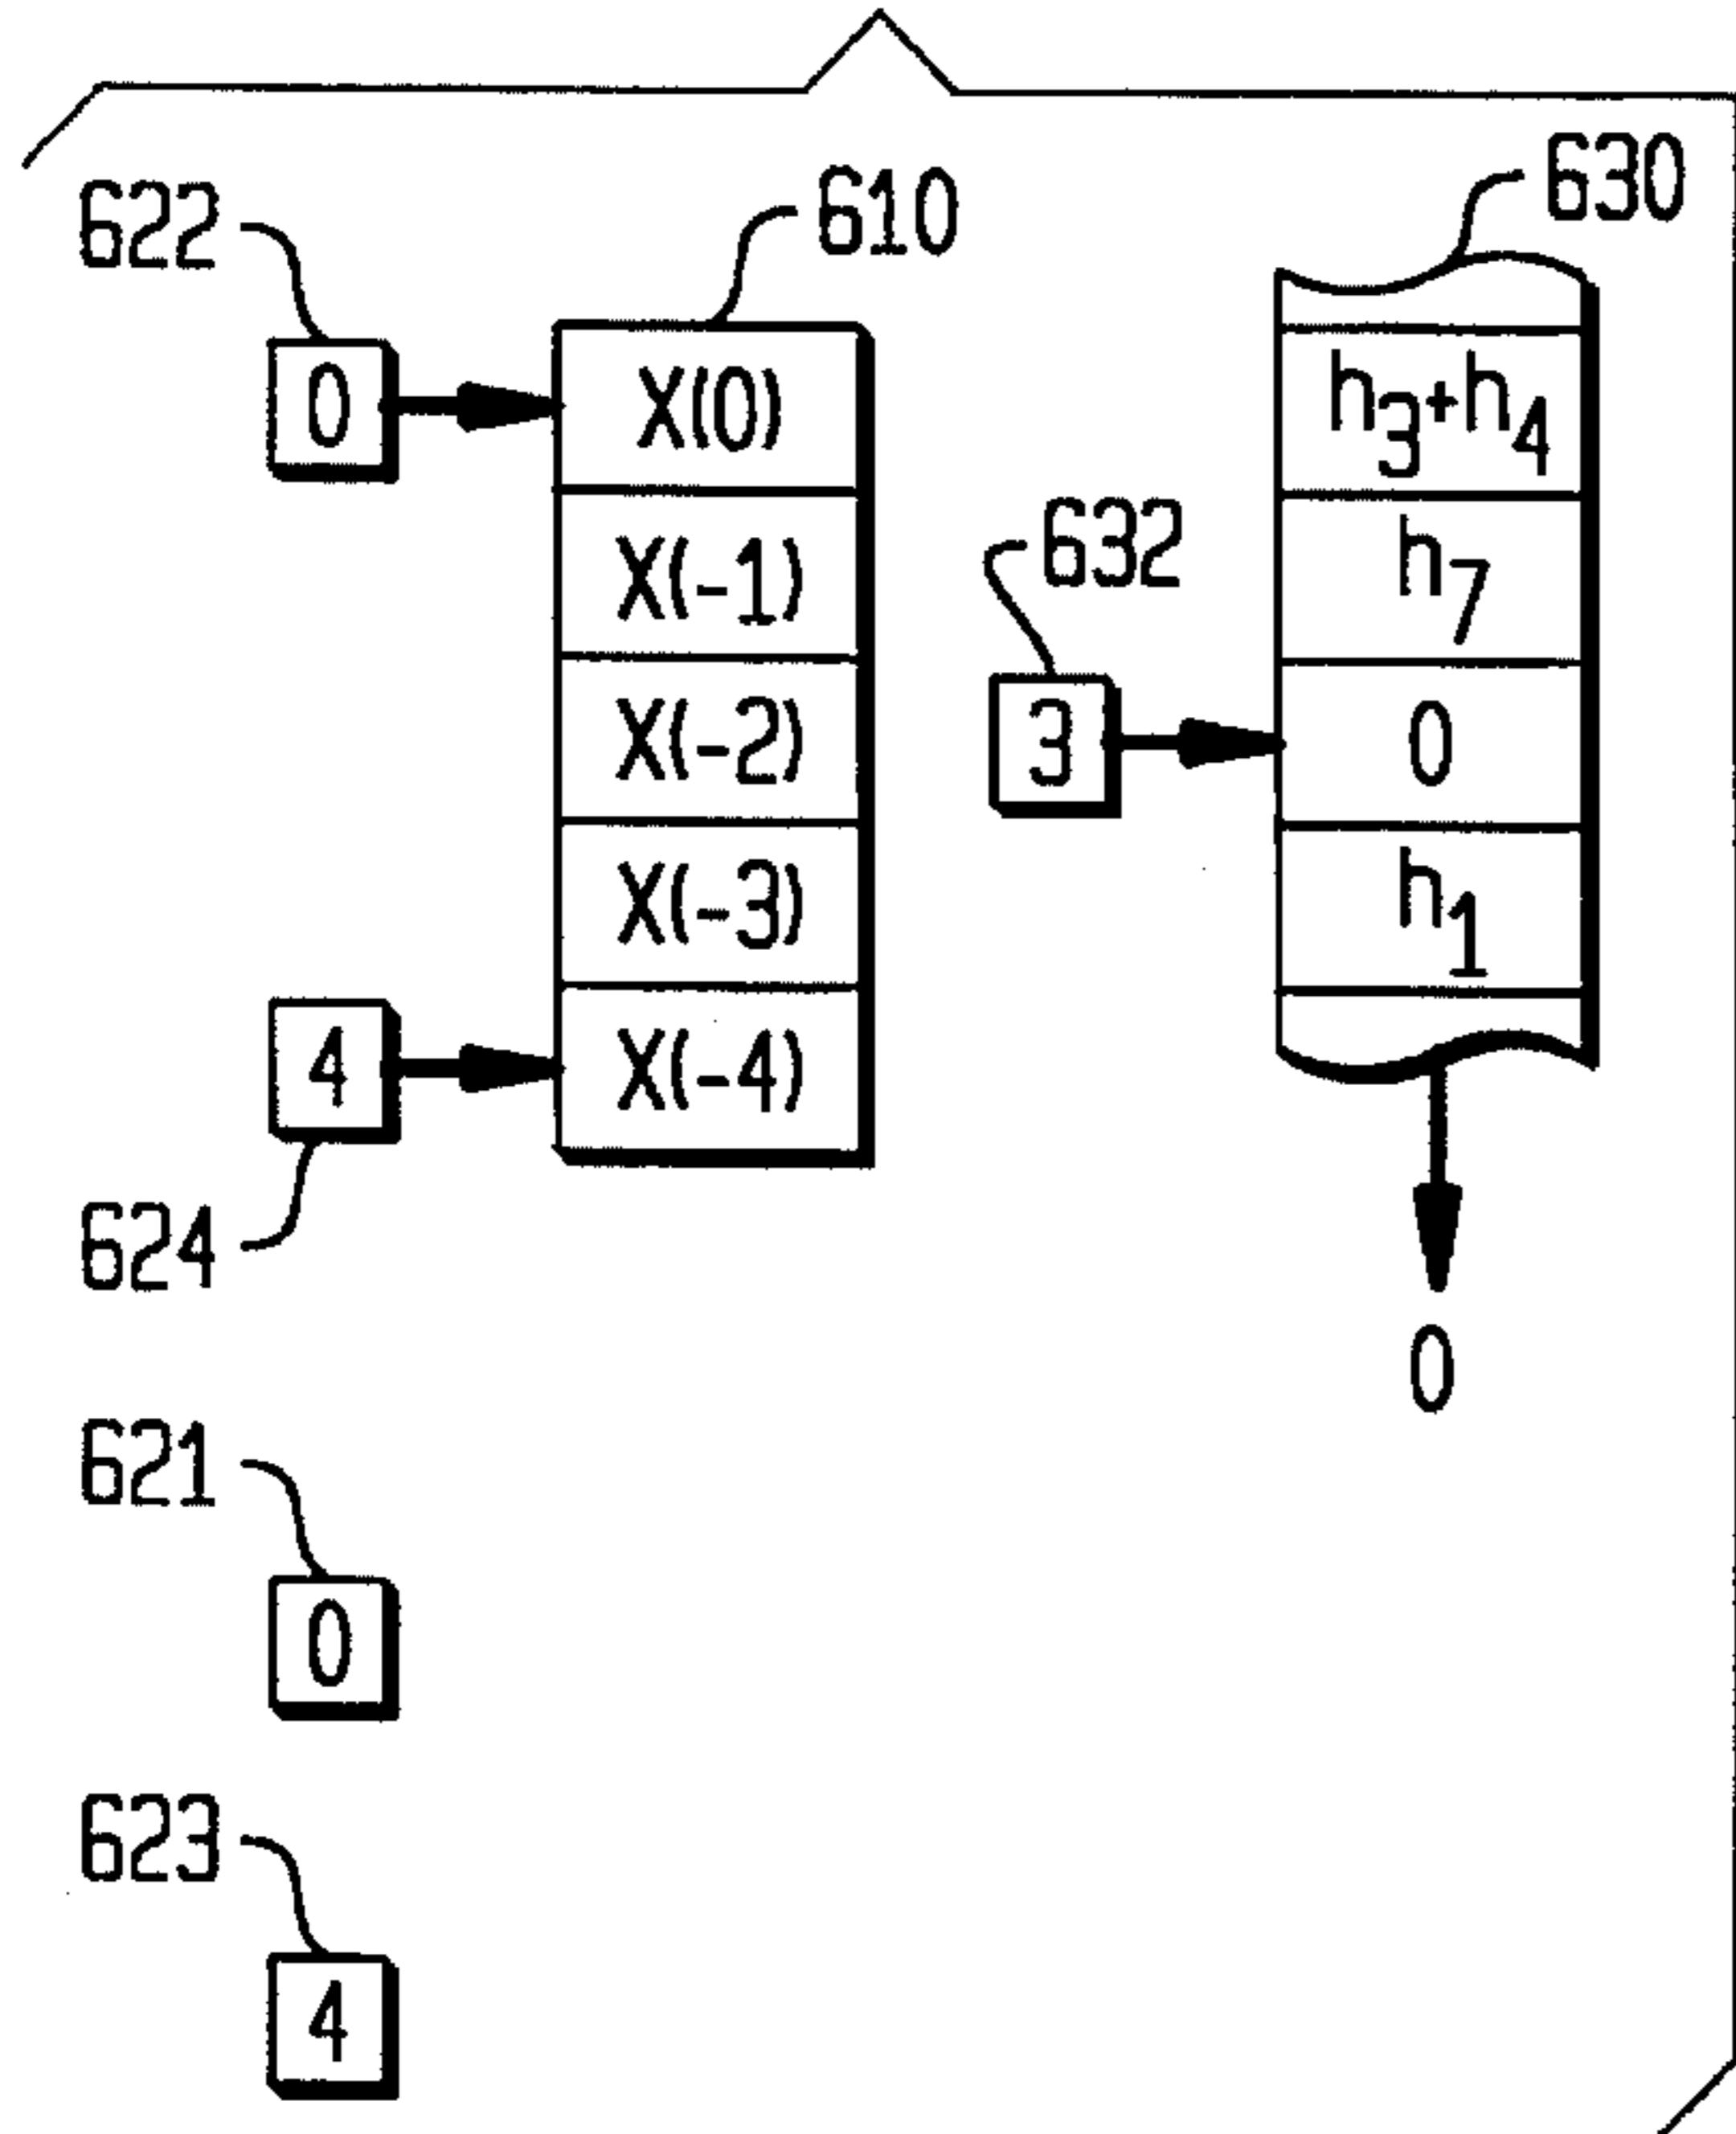 622
610
630
0
X(0)
X(-1)
X(-2)
X(-3)
X(-4)
632
3
h₃+h₄
h₇
0
h₁
4
624
0
621
0
623
4